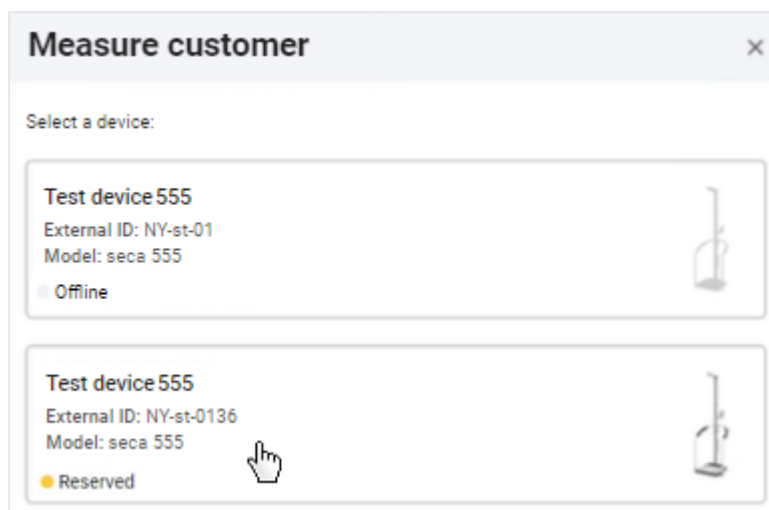 Measure customer
Select a device:
Test device 555
External ID: NY-st-01
Model: seca 555
Offline
Test device 555
External ID: NY-st-0136
Model: seca 555
Reserved